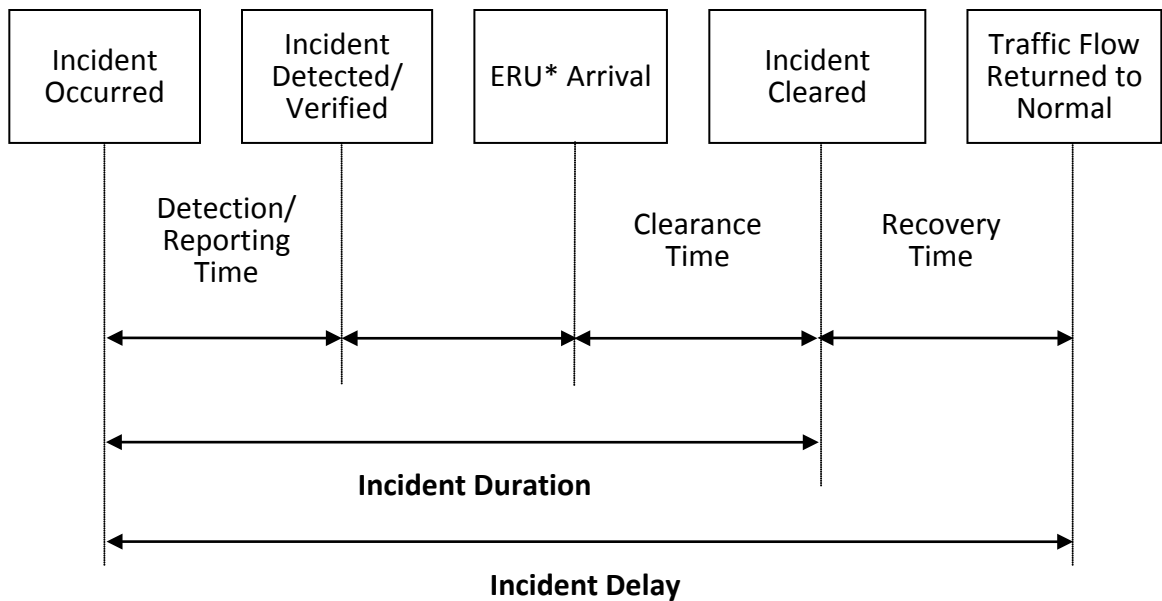 Incident
Occurred
Incident
Detected/
Verified
ERU* Arrival
Incident
Cleared
Traffic Flow
Returned to
Normal
Detection/
Reporting
Time
Clearance
Time
Recovery
Time
Incident Duration
Incident Delay